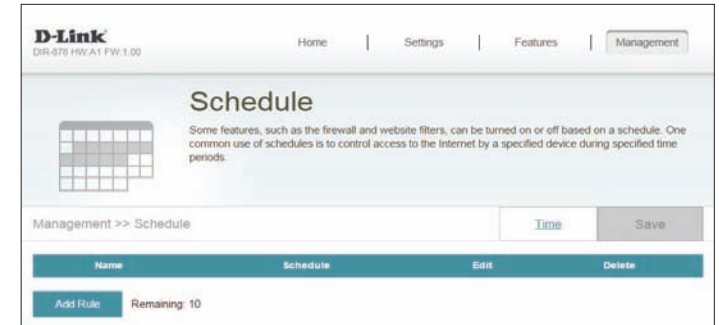 D-Link
DIR-878 HW:A1 FW:1.00
Home | Settings | Features | Management
Schedule
Some features, such as the firewall and website filters, can be turned on or off based on a schedule. One
common use of schedules is to control access to the Internet by a specified device during specified time
periods.
Management >> Schedule
Time
Save
Name Schedule Edit Delete
Add Rule Remaining: 10